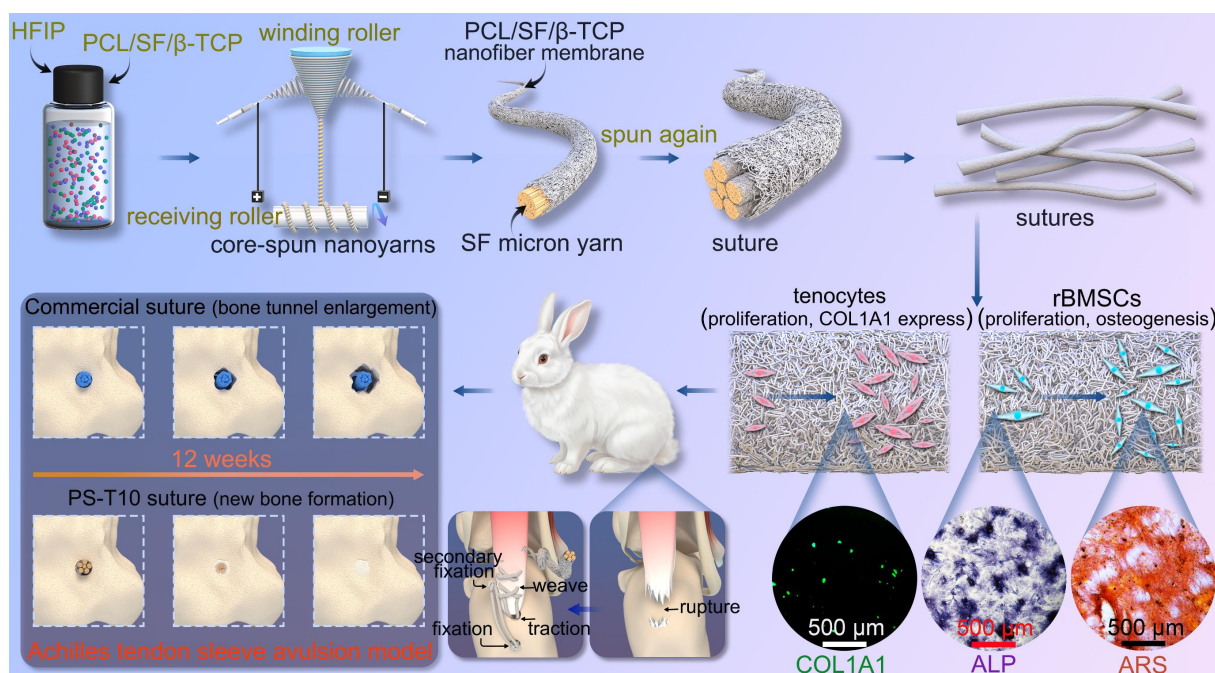 HFIP
PCL/SF/β-TCP
winding roller
+
-
receiving roller
core-spun nanoyarns
PCL/SF/β-TCP
nanofiber membrane
SF micron yarn
spun again
suture
sutures
tenocytes
(proliferation, COL1A1 express)
rBMSCs
(proliferation, osteogenesis)
500 μm
COL1A1
500 μm
ALP
500 μm
ARS
rupture
secondary
fixation
weave
fixation
traction
Commercial suture (bone tunnel enlargement)
12 weeks
PS-T10 suture (new bone formation)
Achilles tendon sleeve avulsion model